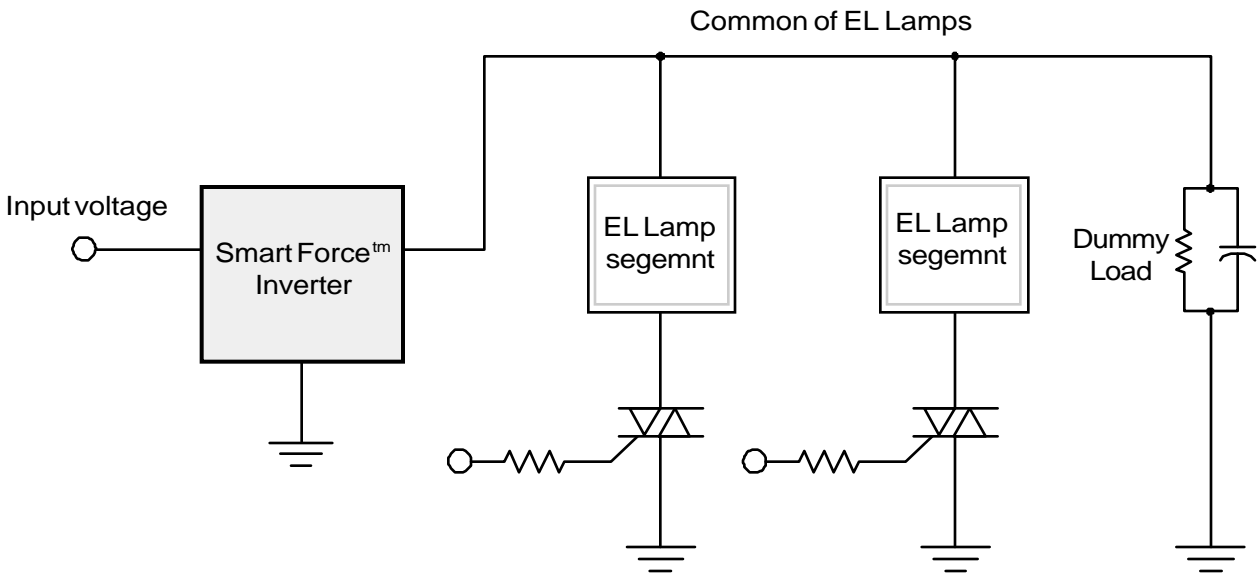 Common of EL Lamps
Input voltage
Smart Force™
Inverter
EL Lamp
segemnt
EL Lamp
segemnt
Dummy
Load